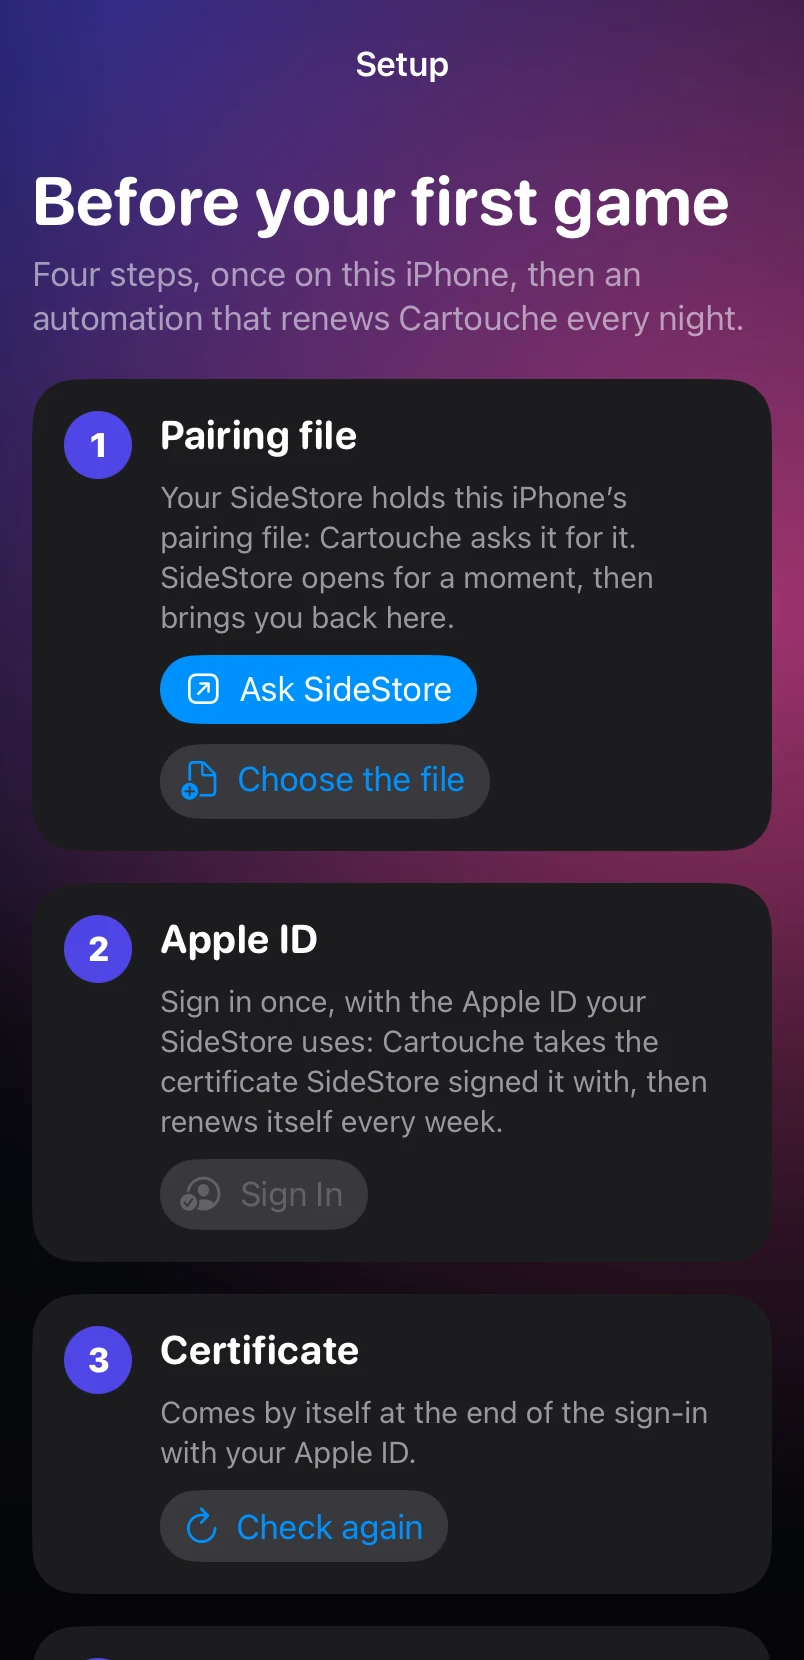 Setup
Before your first game
Four steps, once on this iPhone, then an
automation that renews Cartouche every night.
1
Pairing file
Your SideStore holds this iPhone’s
pairing file: Cartouche asks it for it.
SideStore opens for a moment, then
brings you back here.
Ask SideStore
Choose the file
2
Apple ID
Sign in once, with the Apple ID your
SideStore uses: Cartouche takes the
certificate SideStore signed it with, then
renews itself every week.
Sign In
3
Certificate
Comes by itself at the end of the sign-in
with your Apple ID.
Check again